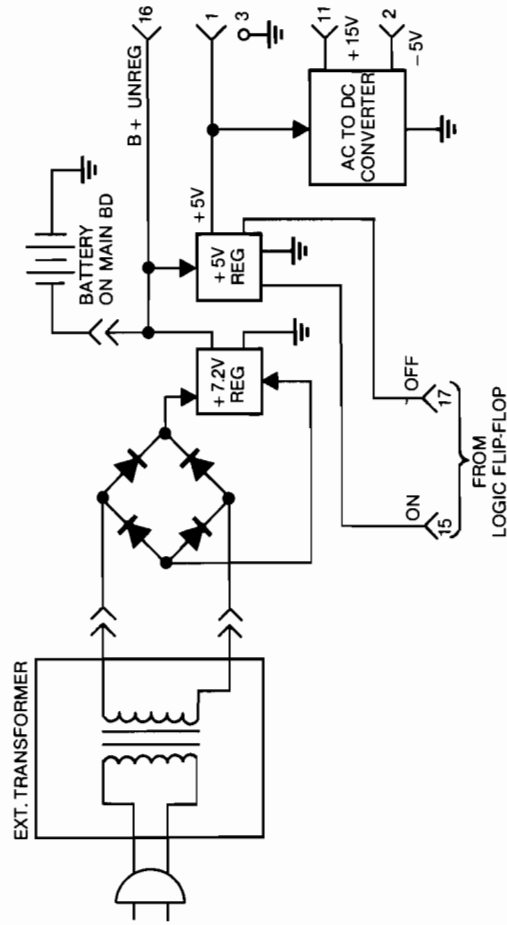 EXT. TRANSFORMER
BATTERY
ON MAIN BD
B + UNREG
16
+7.2V
REG
+5V
REG
+5V
1
3
AC TO DC
CONVERTER
11
+15V
2
-5V
ON
OFF
15
17
FROM
LOGIC FLIP-FLOP